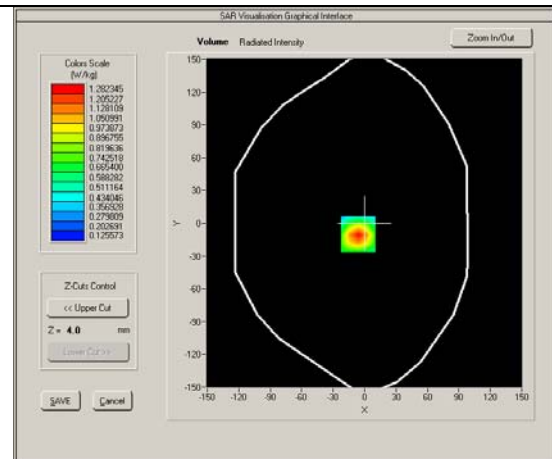 SAR Visualisation Graphical Interface
Volume Radiated Intensity
Zoom In/Out
Colors Scale
(W/kg)
1.282345
1.205227
1.128109
1.050991
0.973873
0.896755
0.819636
0.742518
0.665400
0.588282
0.511164
0.434046
0.356928
0.279809
0.202691
0.125573
Z-Cuts Control
<< Upper Cut
Z = 4.0 mm
Lower Cut >>
SAVE Cancel
150
120
90
60
30
0
-30
-60
-90
-120
-150
Y
-150 -120 -90 -60 -30 0 30 60 90 120 150
X